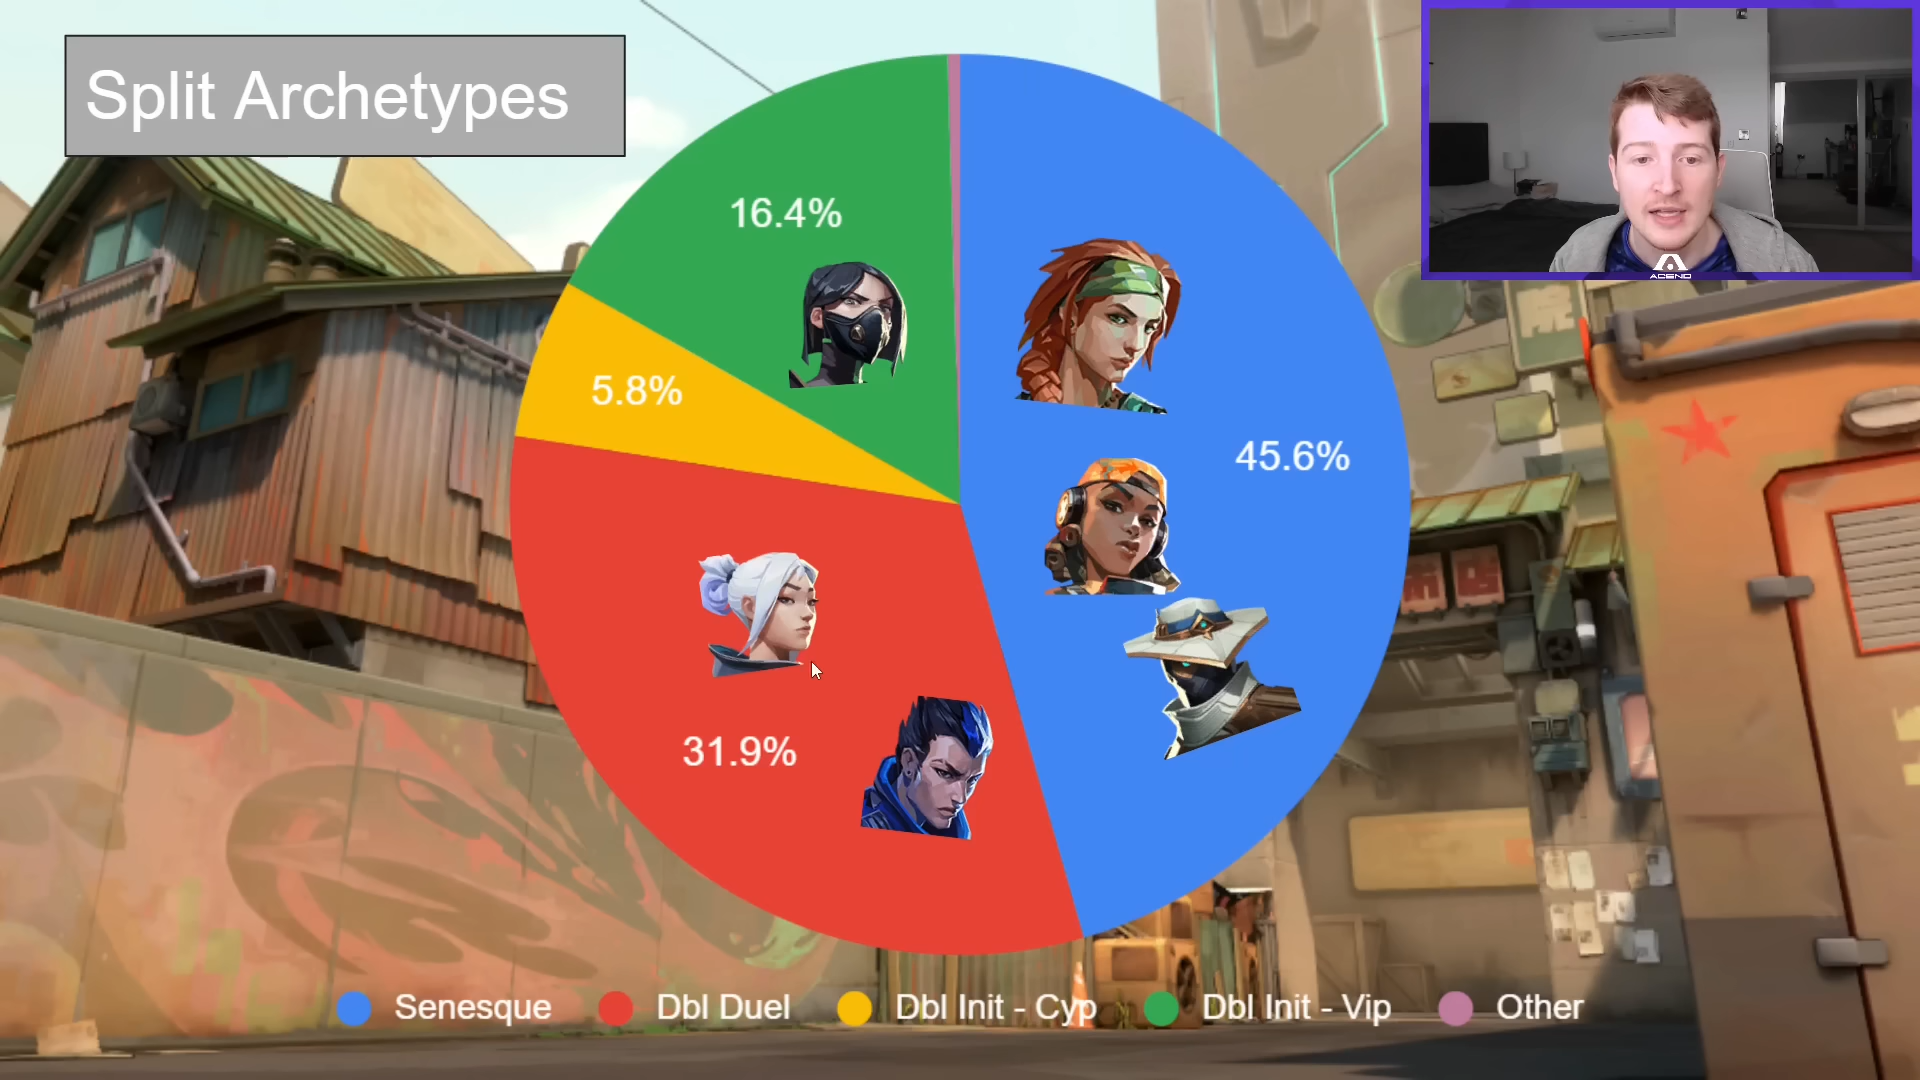 Split Archetypes
16.4%
5.8%
45.6%
31.9%
ACEND
Senesque
Dbl Duel
Dbl Init - Cyp
Dbl Init - Vip
Other